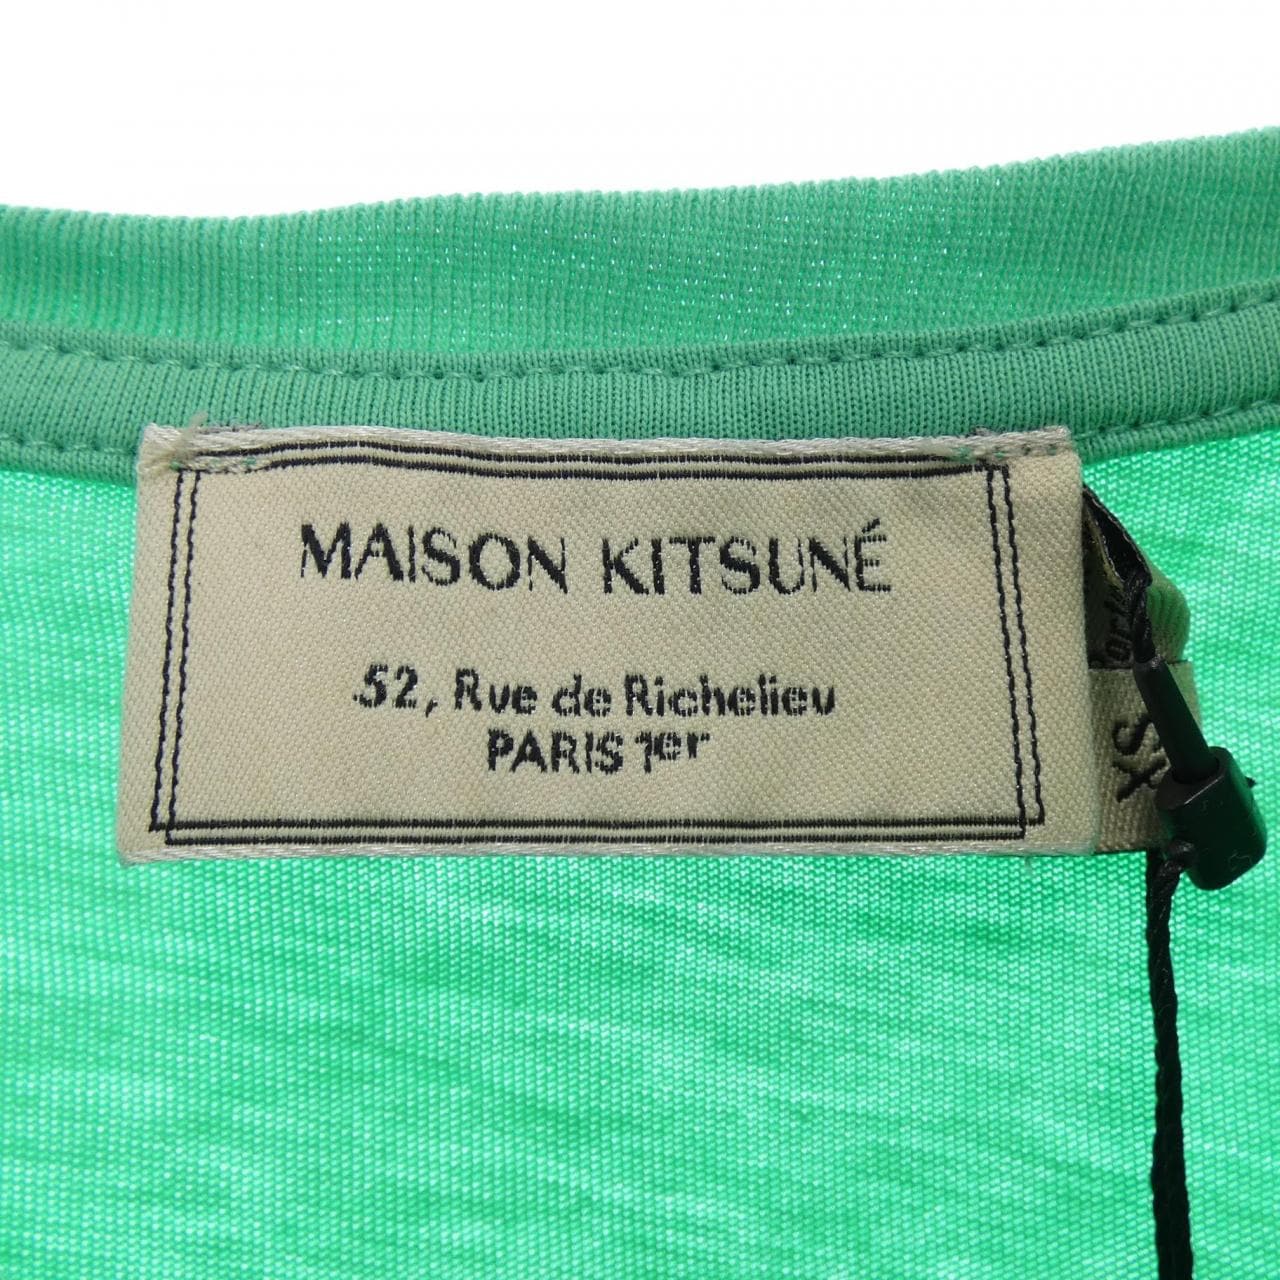 MAISON KITSUNÉ
52, Rue de Richelieu
PARIS 1er
XS